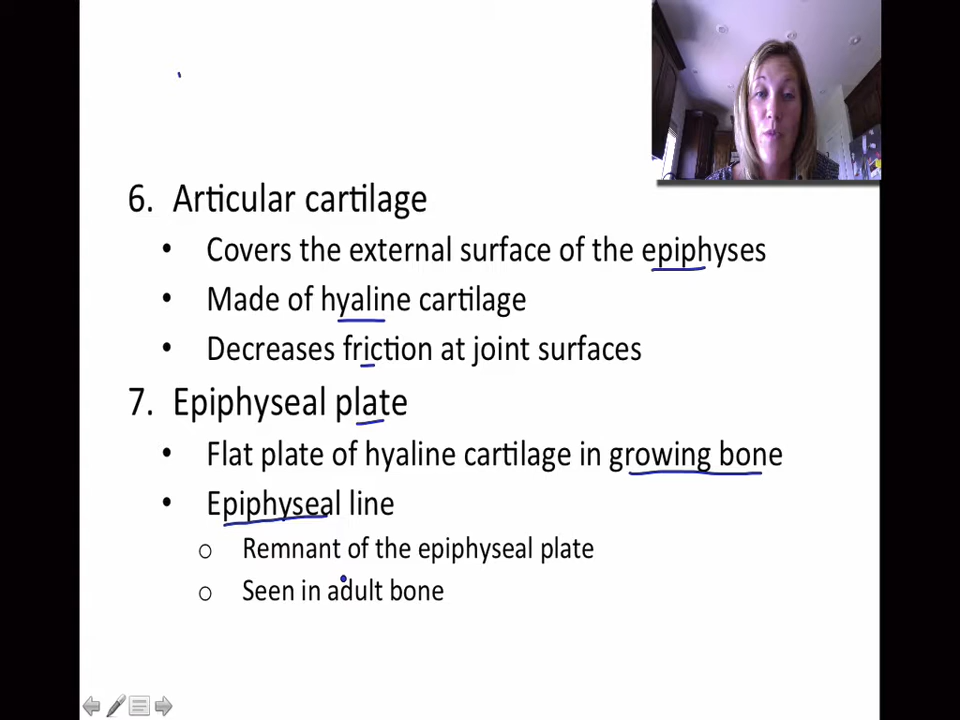 6. Articular cartilage
• Covers the external surface of the epiphyses
• Made of hyaline cartilage
• Decreases friction at joint surfaces
7. Epiphyseal plate
• Flat plate of hyaline cartilage in growing bone
• Epiphyseal line
o Remnant of the epiphyseal plate
o Seen in adult bone